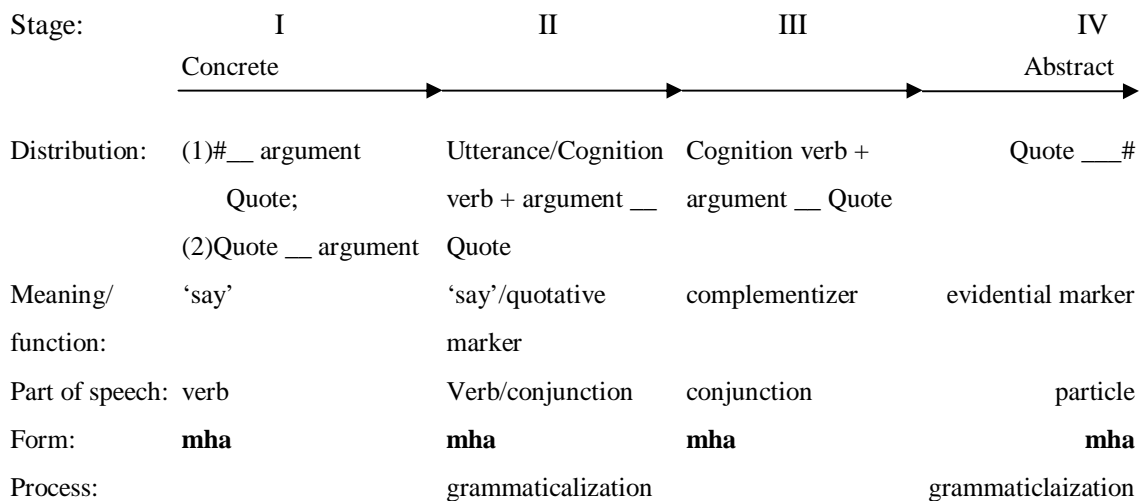 Stage: I II III IV
Concrete Abstract
Distribution: (1)#__ argument Utterance/Cognition Cognition verb + Quote ___#
Quote; verb + argument __ argument __ Quote
(2)Quote __ argument Quote
Meaning/ ‘say’ ‘say’/quotative complementizer evidential marker
function: marker
Part of speech: verb Verb/conjunction conjunction particle
Form: mha mha mha mha
Process: grammaticalization grammaticlaization